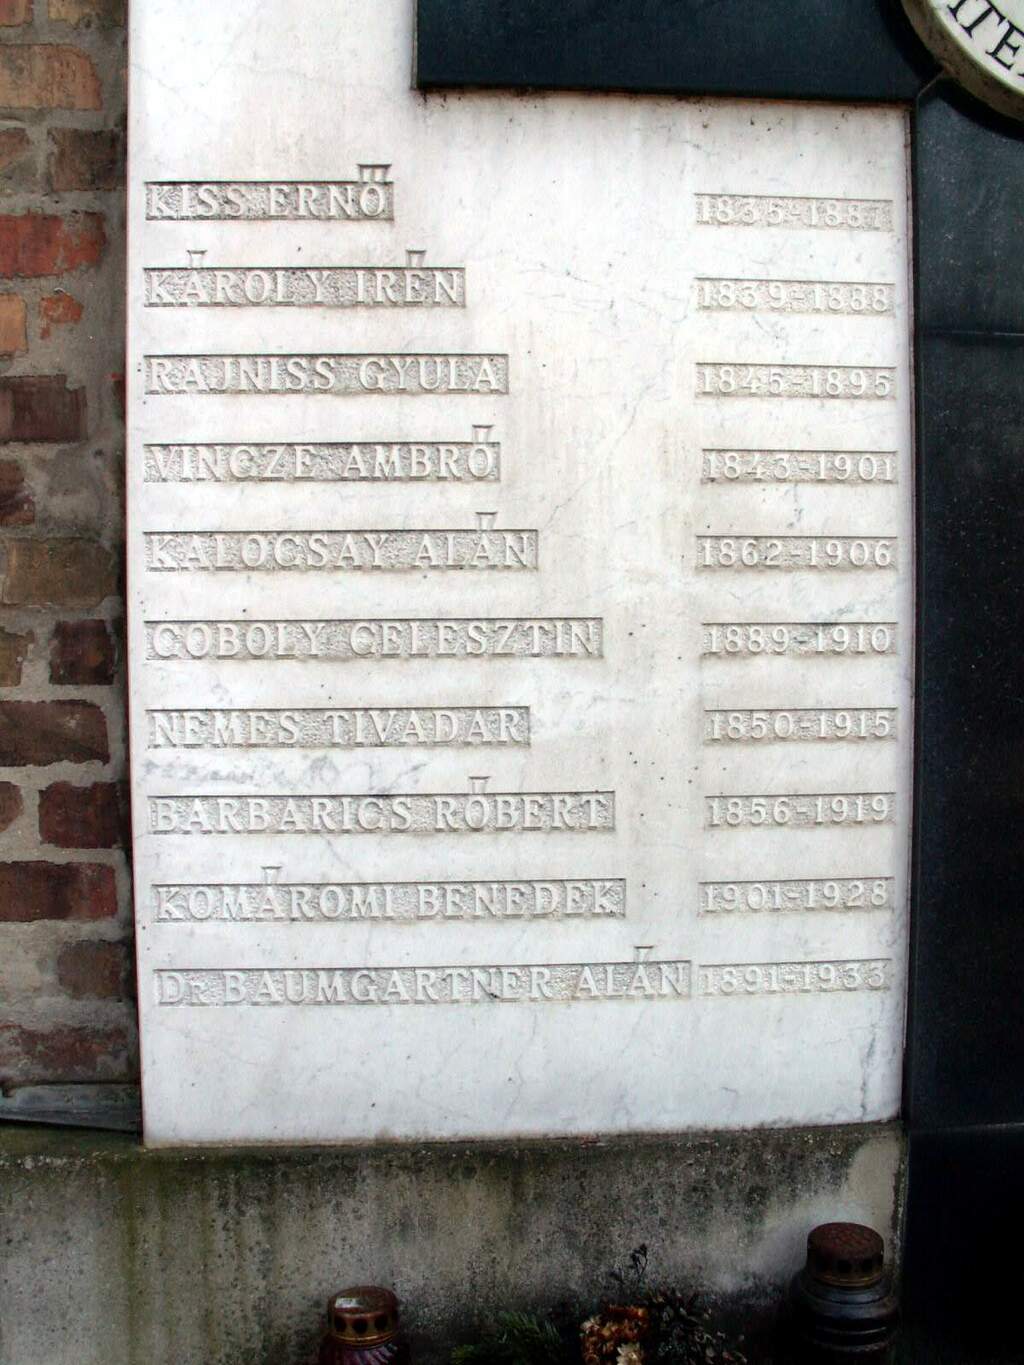 KISS ERNŐ 1835-1887
KÁROLY IRÉN 1839-1888
RAJNISS GYULA 1845-1895
VINCZE AMBRÓ 1843-1901
KALOCSAY ALÁN 1862-1906
GOBOLY CELESZTIN 1889-1910
NEMES TIVADAR 1850-1915
BARBARICS RÓBERT 1856-1919
KOMÁROMI BENEDEK 1901-1928
Dr BAUMGARTNER ALÁN 1891-1933